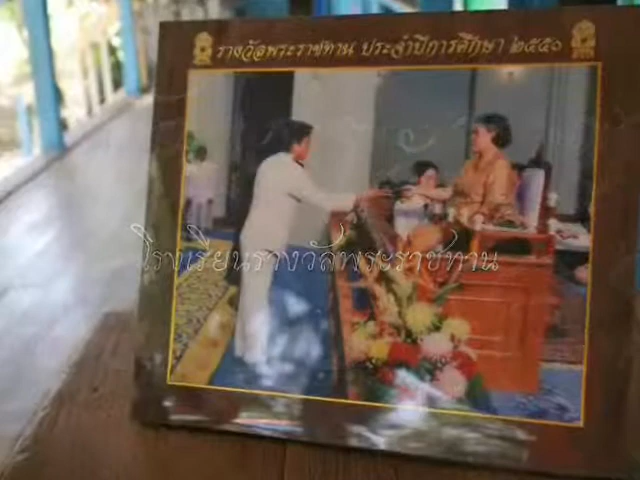 รางวัลพระราชทาน ประจำปีการศึกษา ๒๕๕๐
โรงเรียนรางวัลพระราชทาน